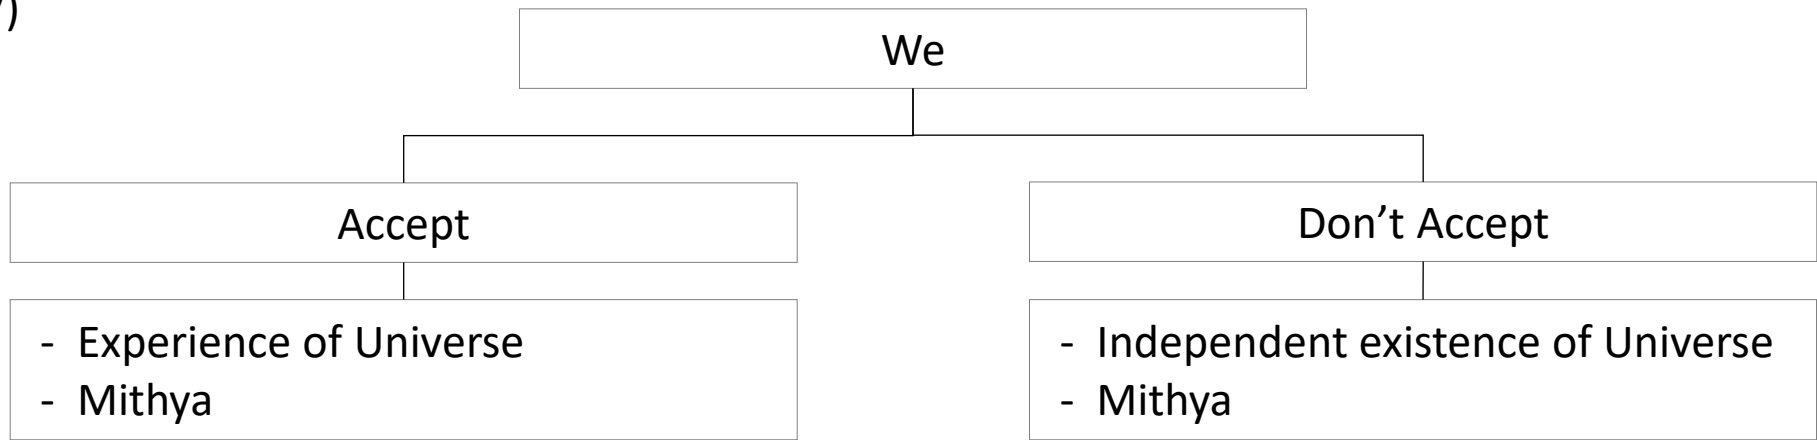 We
Accept
Don’t Accept
- Experience of Universe
- Mithya
- Independent existence of Universe
- Mithya